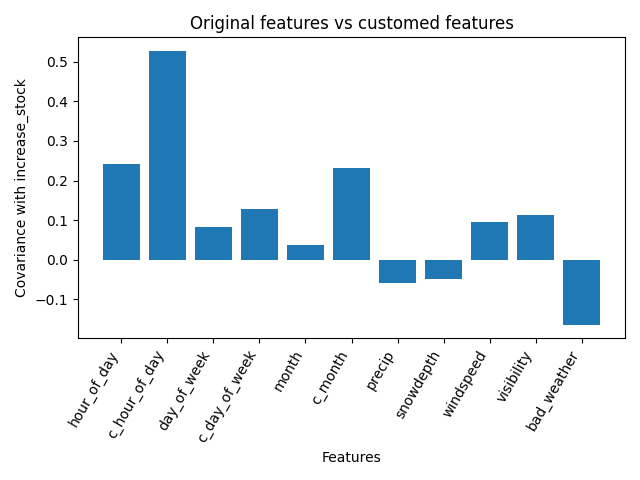 Original features vs customed features
Covariance with increase_stock
0.5
0.4
0.3
0.2
0.1
0.0
−0.1
hour_of_day
c_hour_of_day
day_of_week
c_day_of_week
month
c_month
precip
snowdepth
windspeed
visibility
bad_weather
Features